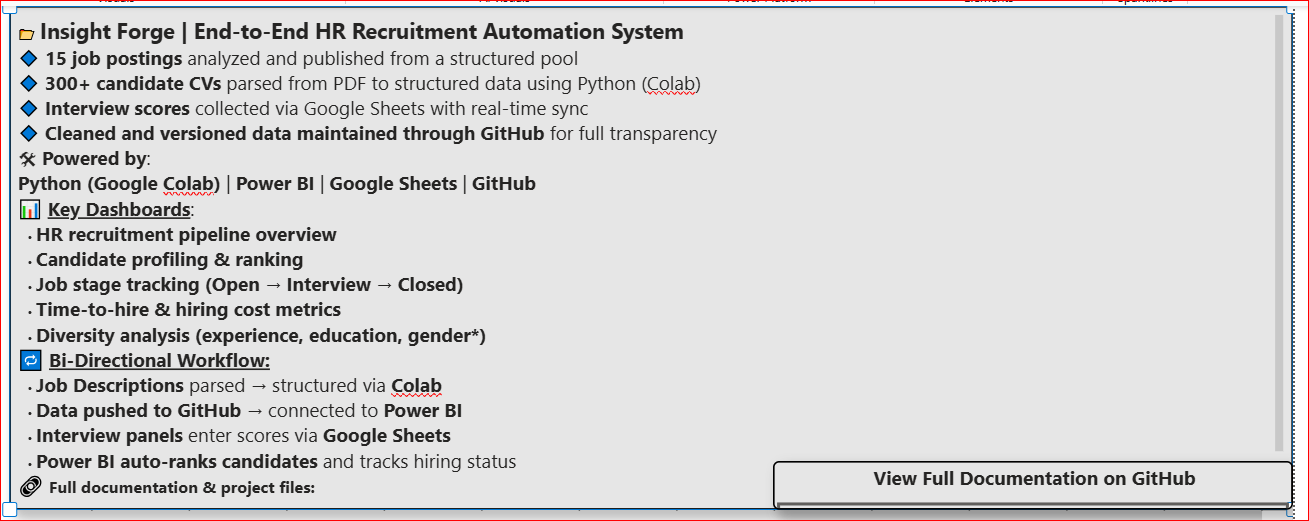 Insight Forge | End-to-End HR Recruitment Automation System
15 job postings analyzed and published from a structured pool
300+ candidate CVs parsed from PDF to structured data using Python (Colab)
Interview scores collected via Google Sheets with real-time sync
Cleaned and versioned data maintained through GitHub for full transparency
Powered by:
Python (Google Colab) | Power BI | Google Sheets | GitHub
Key Dashboards:
· HR recruitment pipeline overview
· Candidate profiling & ranking
· Job stage tracking (Open → Interview → Closed)
· Time-to-hire & hiring cost metrics
· Diversity analysis (experience, education, gender*)
Bi-Directional Workflow:
· Job Descriptions parsed → structured via Colab
· Data pushed to GitHub → connected to Power BI
· Interview panels enter scores via Google Sheets
· Power BI auto-ranks candidates and tracks hiring status
Full documentation & project files:
View Full Documentation on GitHub